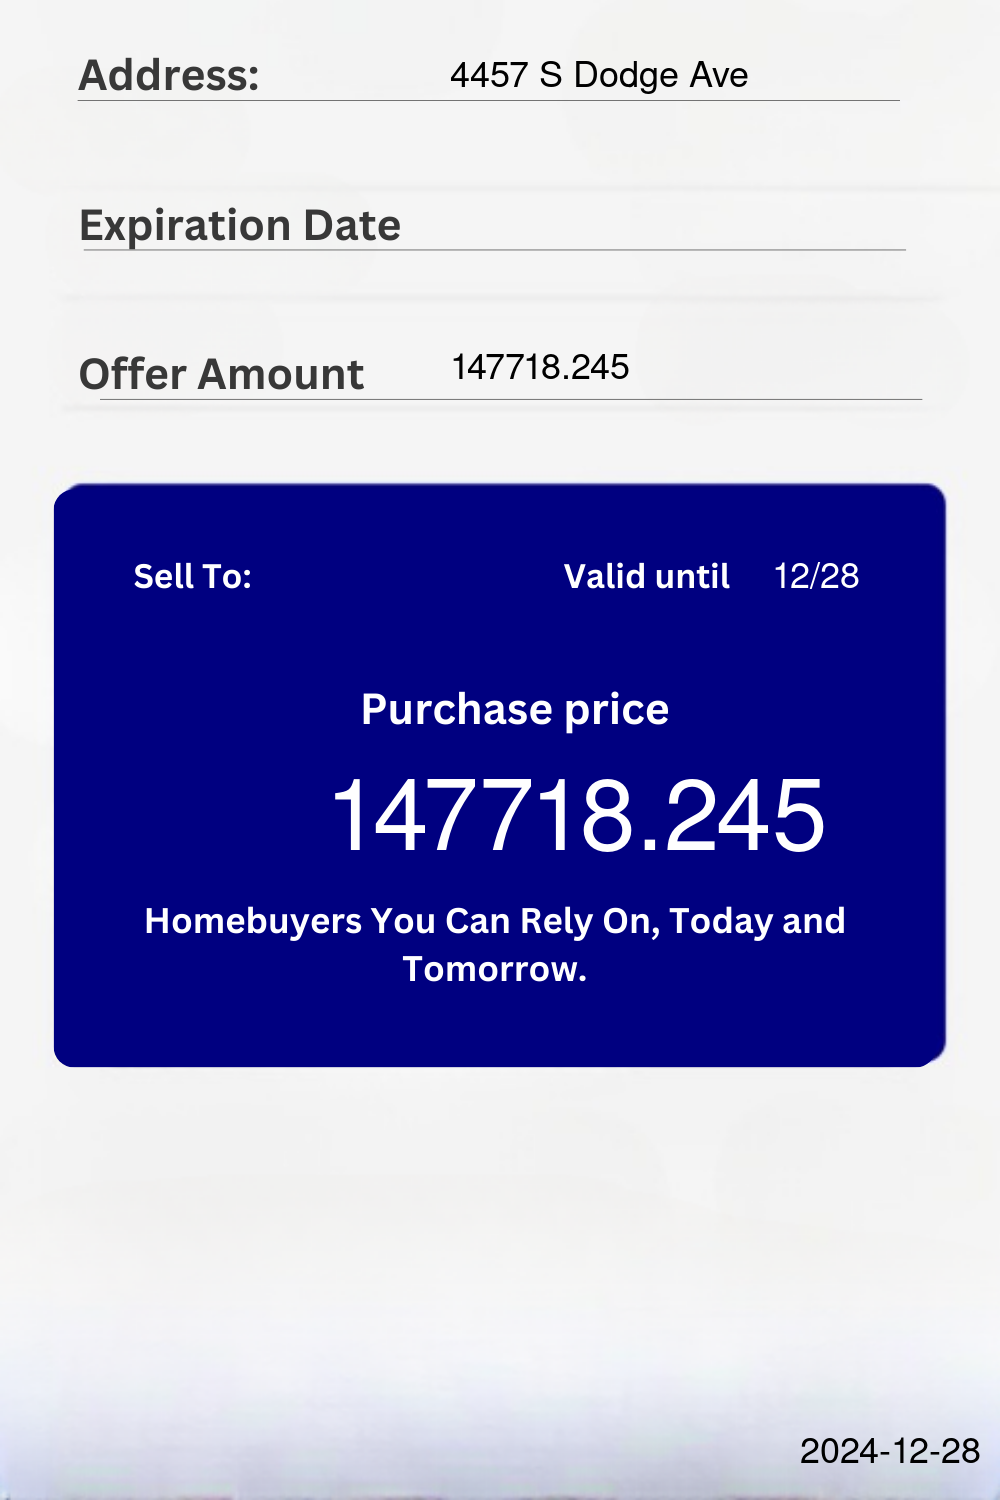 Address: 4457 S Dodge Ave
Expiration Date
Offer Amount 147718.245
Sell To: Valid until 12/28
Purchase price
147718.245
Homebuyers You Can Rely On, Today and
Tomorrow.
2024-12-28